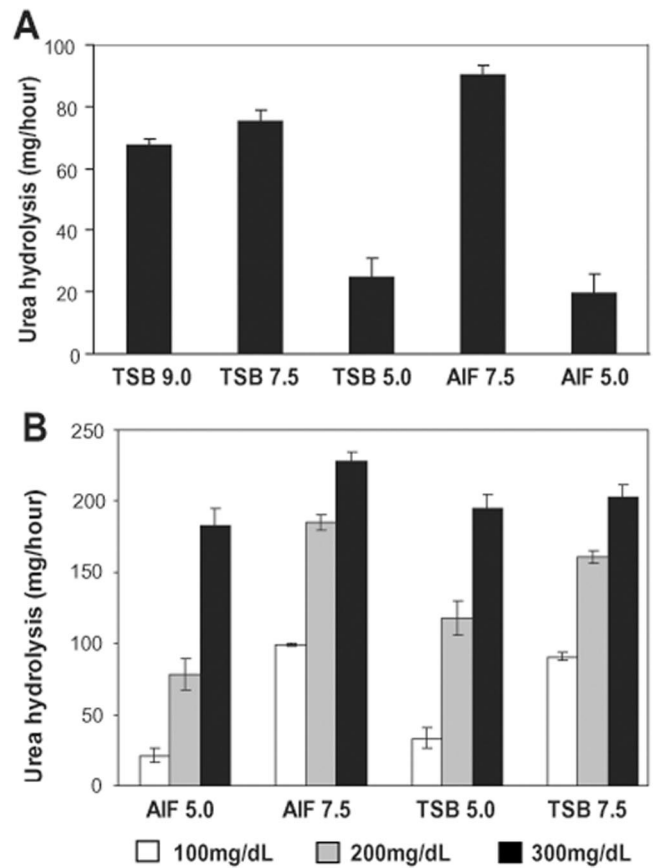 A
Urea hydrolysis (mg/hour)
100
80
60
40
20
0
TSB 9.0 TSB 7.5 TSB 5.0 AIF 7.5 AIF 5.0
B
Urea hydrolysis (mg/hour)
250
200
150
100
50
0
AIF 5.0 AIF 7.5 TSB 5.0 TSB 7.5
100mg/dL 200mg/dL 300mg/dL